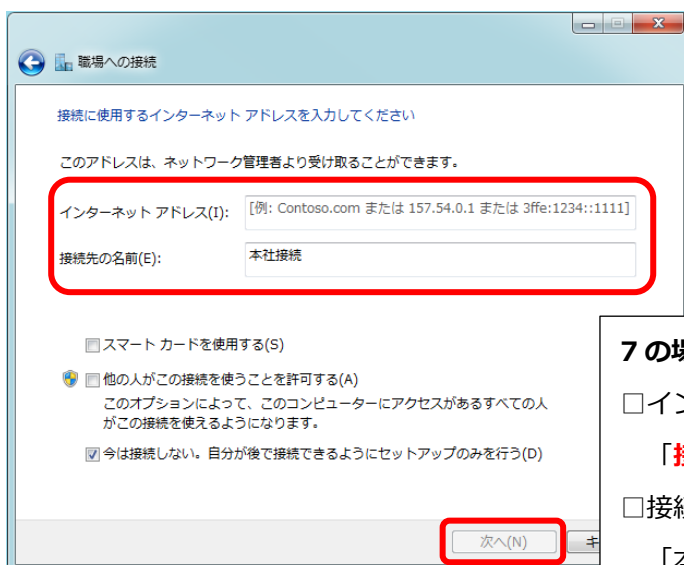 職場への接続
接続に使用するインターネット アドレスを入力してください
このアドレスは、ネットワーク管理者より受け取ることができます。
インターネット アドレス(I):
[例: Contoso.com または 157.54.0.1 または 3ffe:1234::1111]
接続先の名前(E):
本社接続
スマート カードを使用する(S)
他の人がこの接続を使うことを許可する(A)
このオプションによって、このコンピューターにアクセスがあるすべての人
がこの接続を使えるようになります。
今は接続しない。自分が後で接続できるようにセットアップのみを行う(D)
次へ(N)
キ
7 の場
□イン
「接
□接続
「本